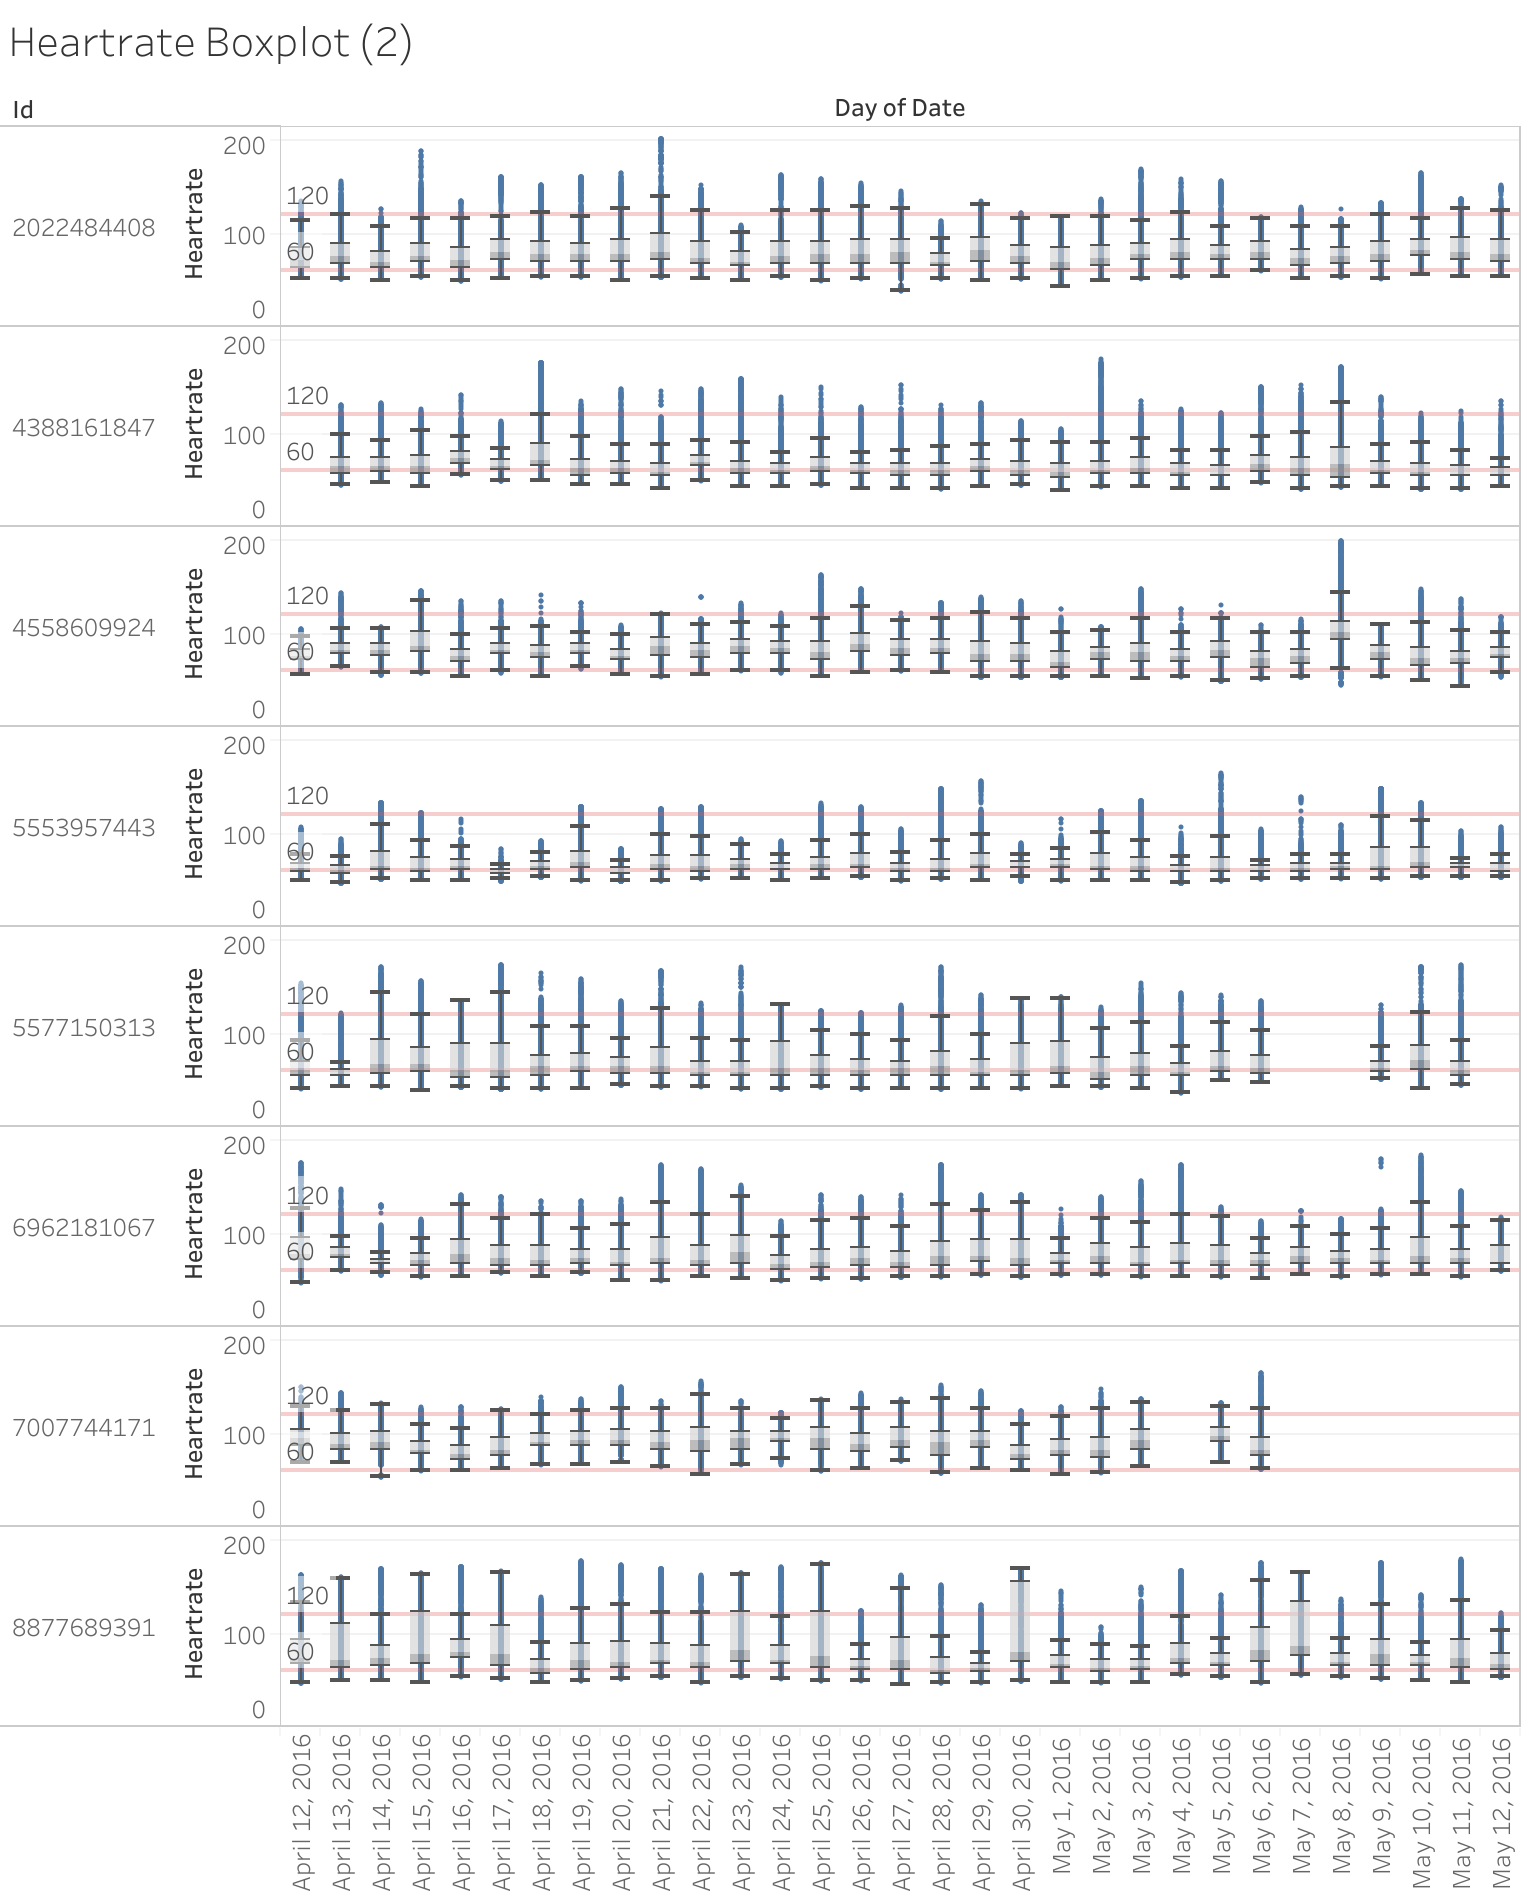 Heartrate Boxplot (2)
Id
Day of Date
2022484408
Heartrate
200
120
100
60
0
4388161847
Heartrate
200
120
100
60
0
4558609924
Heartrate
200
120
100
60
0
5553957443
Heartrate
200
120
100
60
0
5577150313
Heartrate
200
120
100
60
0
6962181067
Heartrate
200
120
100
60
0
7007744171
Heartrate
200
120
100
60
0
8877689391
Heartrate
200
120
100
60
0
April 12, 2016
April 13, 2016
April 14, 2016
April 15, 2016
April 16, 2016
April 17, 2016
April 18, 2016
April 19, 2016
April 20, 2016
April 21, 2016
April 22, 2016
April 23, 2016
April 24, 2016
April 25, 2016
April 26, 2016
April 27, 2016
April 28, 2016
April 29, 2016
April 30, 2016
May 1, 2016
May 2, 2016
May 3, 2016
May 4, 2016
May 5, 2016
May 6, 2016
May 7, 2016
May 8, 2016
May 9, 2016
May 10, 2016
May 11, 2016
May 12, 2016